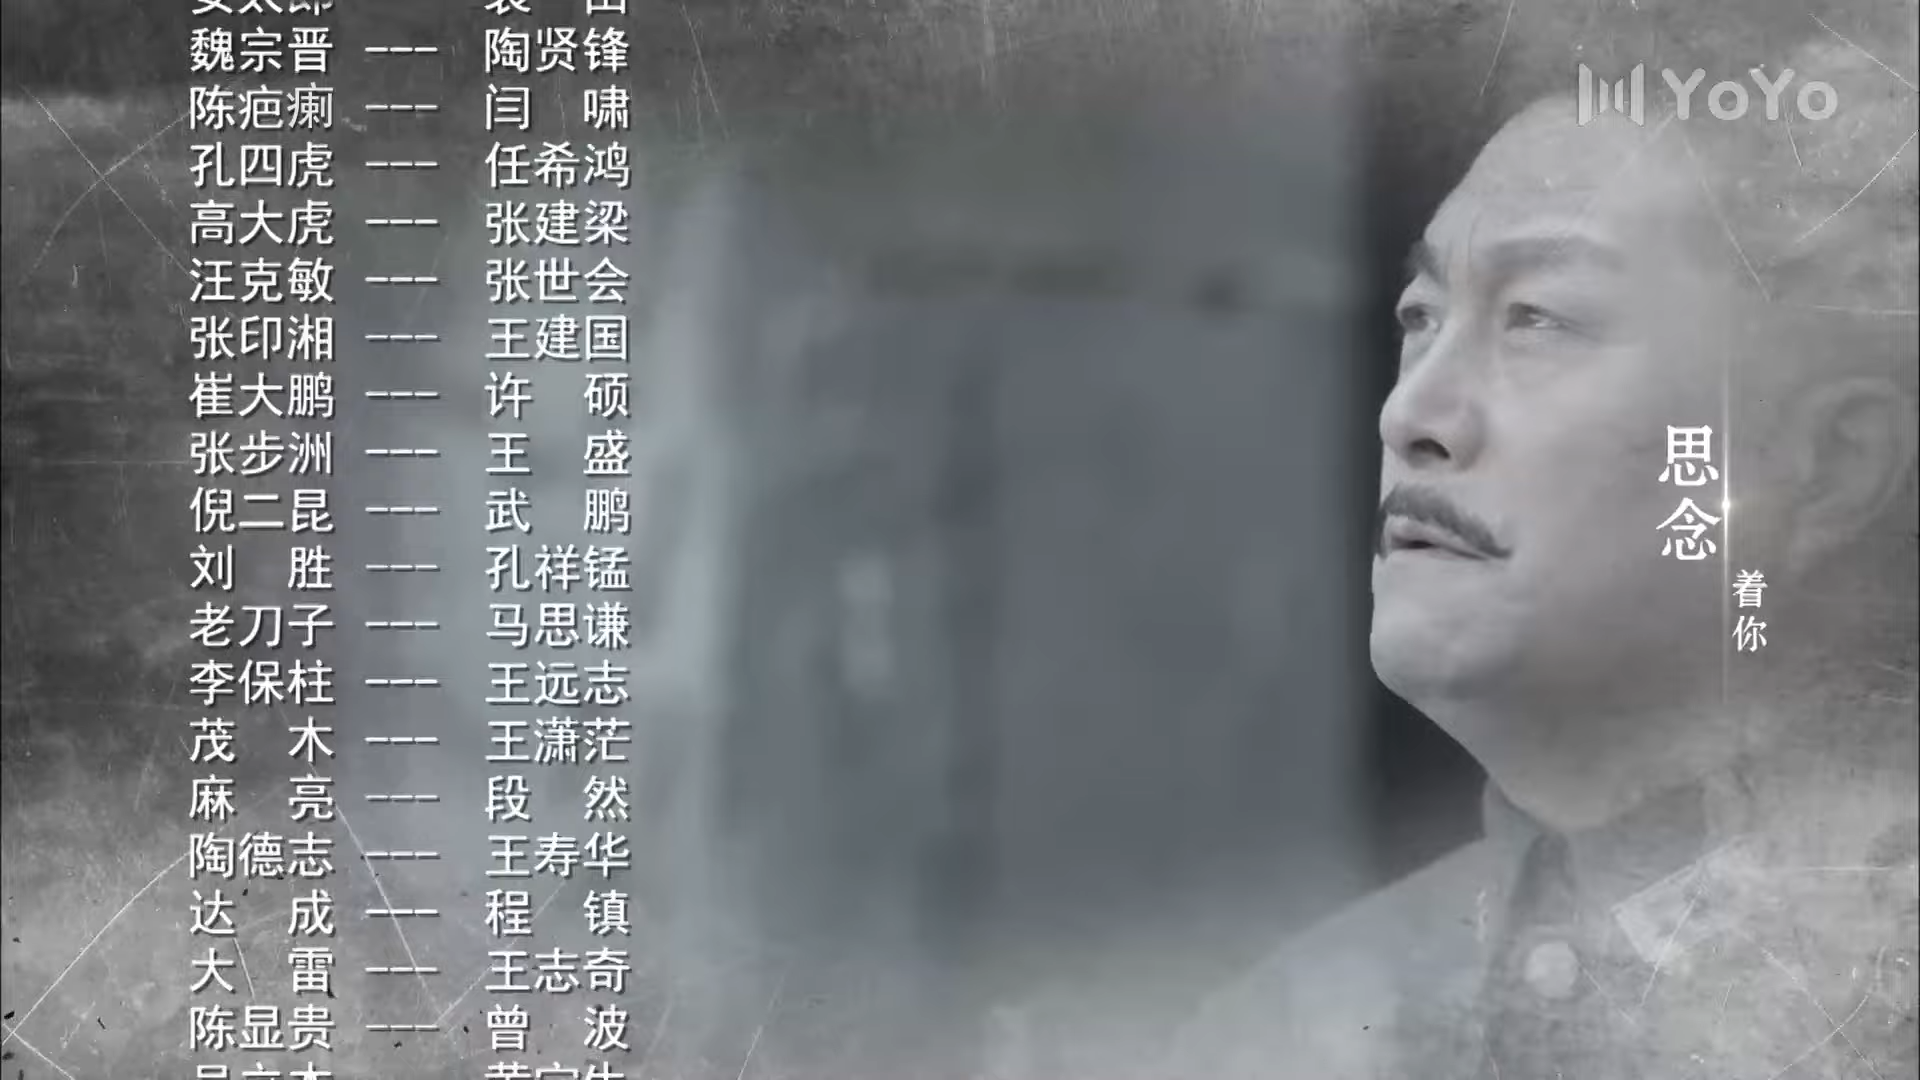 魏宗晋 --- 陶贤锋
陈疤瘌 --- 闫 啸
孔四虎 --- 任希鸿
高大虎 --- 张建梁
汪克敏 --- 张世会
张印湘 --- 王建国
崔大鹏 --- 许 硕
张步洲 --- 王 盛
倪二昆 --- 武 鹏
刘 胜 --- 孔祥锰
老刀子 --- 马思谦
李保柱 --- 王远志
茂 木 --- 王潇茫
麻 亮 --- 段 然
陶德志 --- 王寿华
达 成 --- 程 镇
大 雷 --- 王志奇
陈显贵 --- 曾 波
YoYo
思念
着你